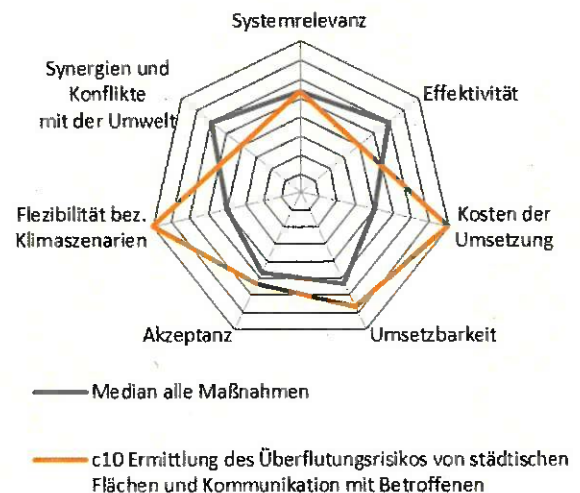 Systemrelevanz
Synergien und
Konflikte
mit der Umwelt
Effektivität
Flezibilität bez.
Klimaszenarien
Kosten der
Umsetzung
Akzeptanz
Umsetzbarkeit
Median alle Maßnahmen
c10 Ermittlung des Überflutungsrisikos von städtischen
Flächen und Kommunikation mit Betroffenen